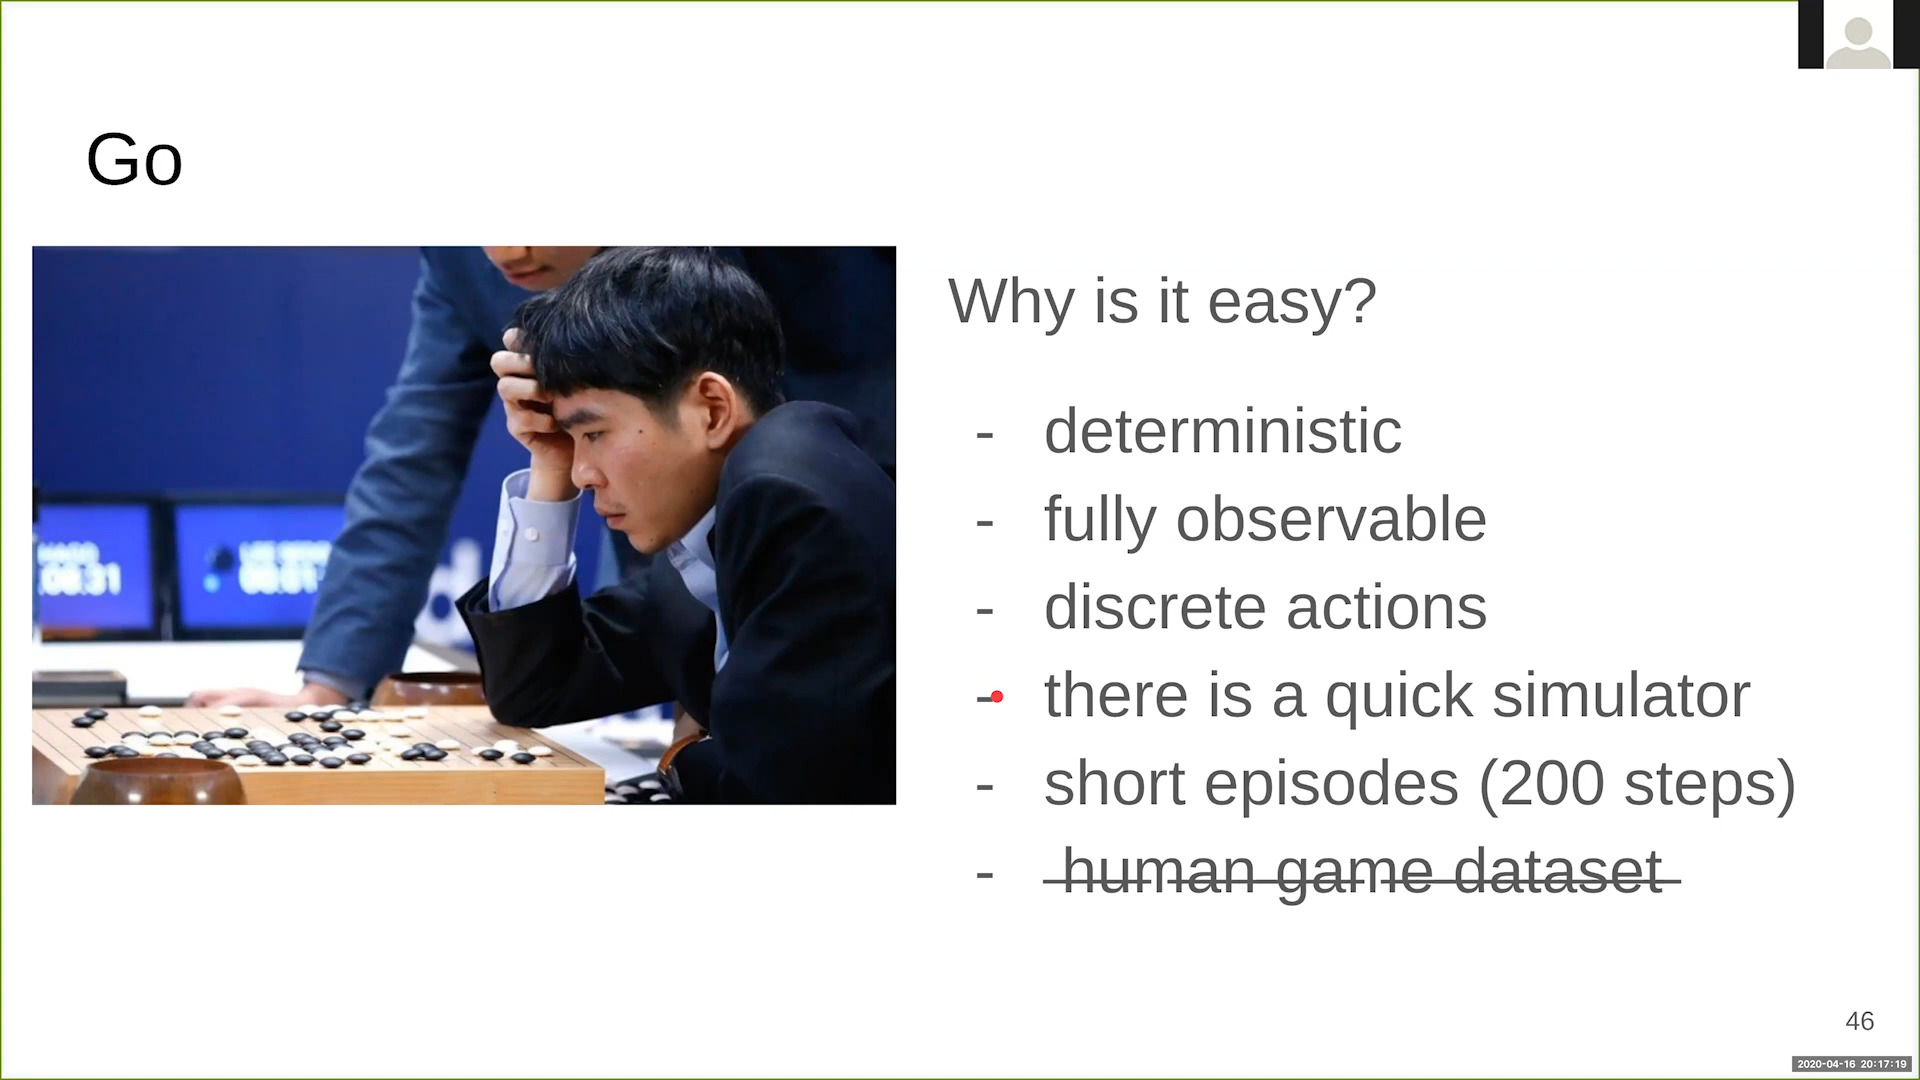 Go
Why is it easy?
- deterministic
- fully observable
- discrete actions
- there is a quick simulator
- short episodes (200 steps)
- human game dataset
46
2020-04-16 20:17:19